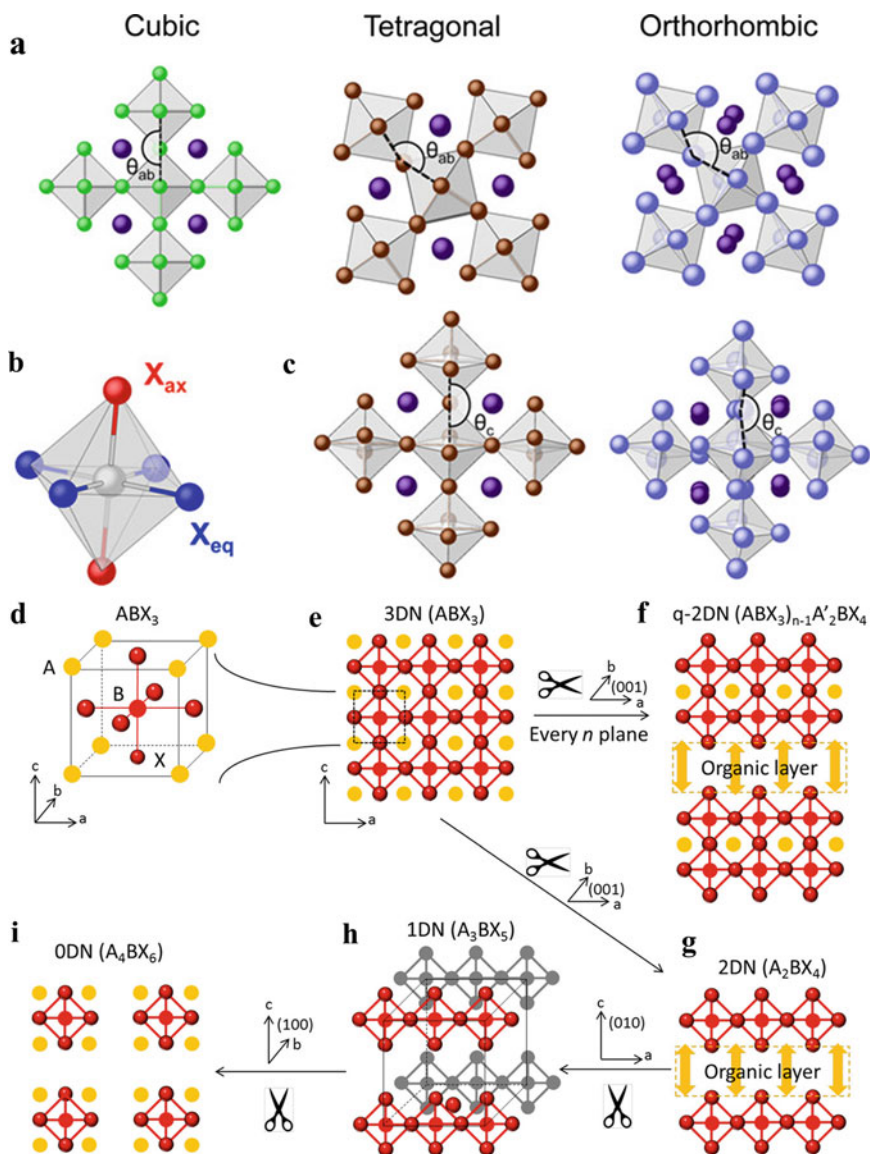 Cubic
Tetragonal
Orthorhombic
a
θab
θab
θab
b
Xax
Xeq
c
θc
θc
d
ABX₃
A
B
X
c
b
a
e
3DN (ABX₃)
c
a
b
(001)
a
Every n plane
f
q-2DN (ABX₃)n-1A′₂BX₄
Organic layer
b
(001)
a
g
2DN (A₂BX₄)
Organic layer
c
(010)
a
h
1DN (A₃BX₅)
c
(100)
b
i
0DN (A₄BX₆)